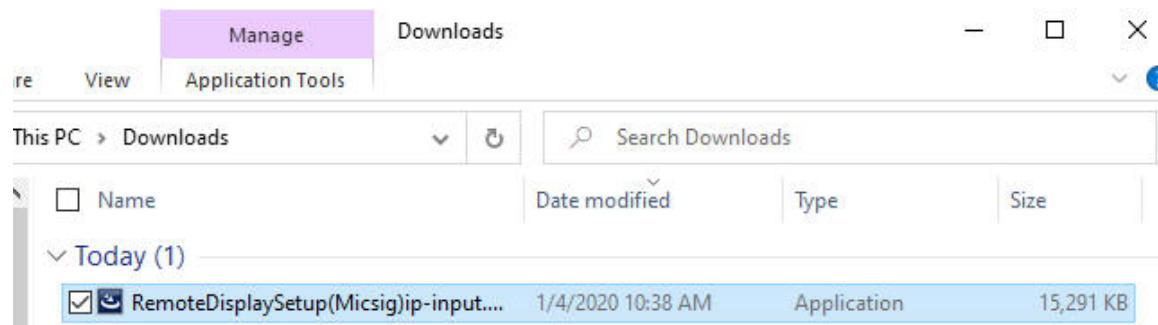 Manage Downloads
re View Application Tools
This PC > Downloads Search Downloads
Name Date modified Type Size
Today (1)
RemoteDisplaySetup(Micsig)ip-input.... 1/4/2020 10:38 AM Application 15,291 KB